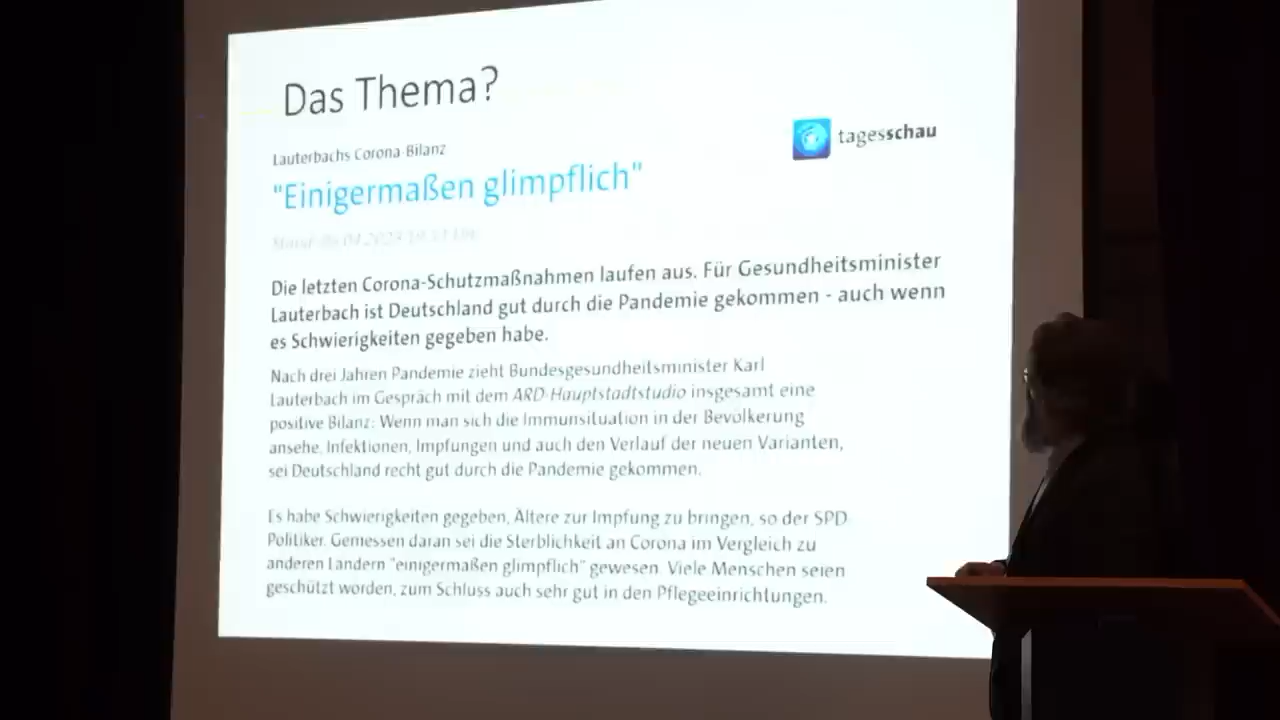 Das Thema?
tagesschau
Lauterbachs Corona-Bilanz
"Einigermaßen glimpflich"
Die letzten Corona-Schutzmaßnahmen laufen aus. Für Gesundheitsminister
Lauterbach ist Deutschland gut durch die Pandemie gekommen - auch wenn
es Schwierigkeiten gegeben habe.
Nach drei Jahren Pandemie zieht Bundesgesundheitsminister Karl
Lauterbach im Gespräch mit dem ARD-Hauptstadtstudio insgesamt eine
positive Bilanz: Wenn man sich die Immunsituation in der Bevölkerung
ansehe, Infektionen, Impfungen und auch den Verlauf der neuen Varianten,
sei Deutschland recht gut durch die Pandemie gekommen.
Es habe Schwierigkeiten gegeben, Ältere zur Impfung zu bringen, so der SPD
Politiker. Gemessen daran sei die Sterblichkeit an Corona im Vergleich zu
anderen Ländern "einigermaßen glimpflich" gewesen. Viele Menschen seien
geschützt worden, zum Schluss auch sehr gut in den Pflegeeinrichtungen.